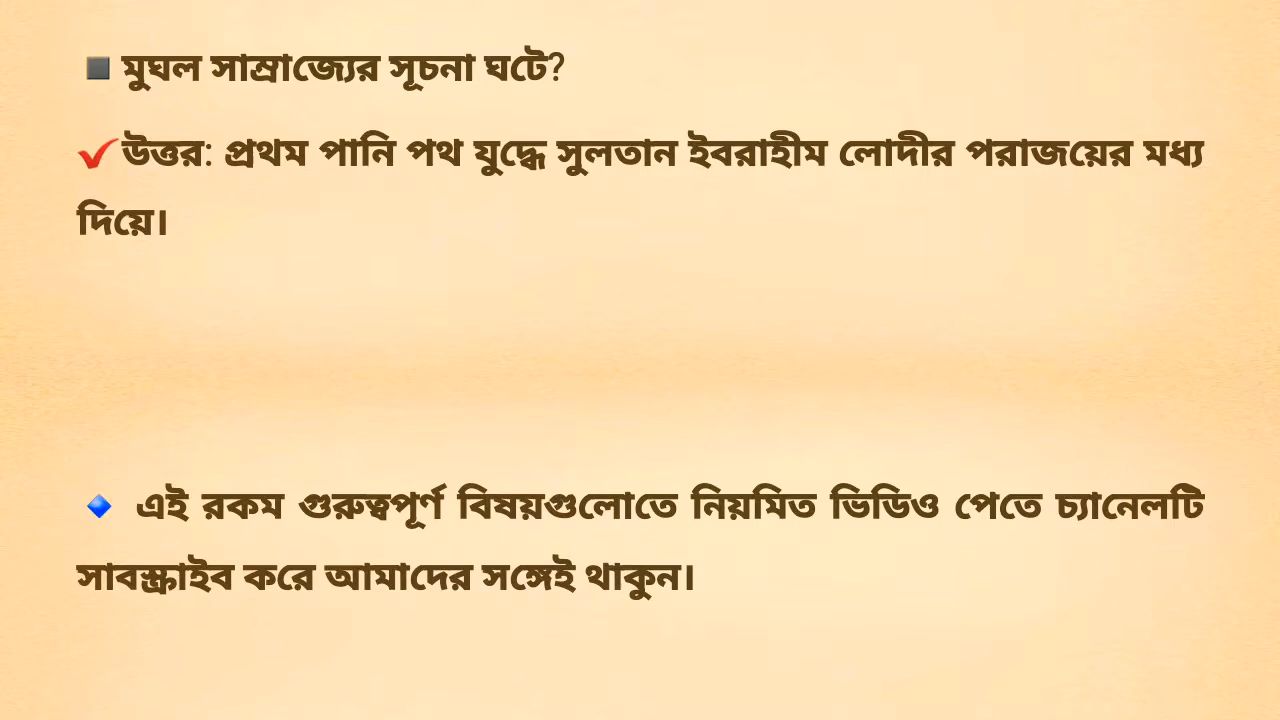 ◾ মুঘল সাম্রাজ্যের সূচনা ঘটে?
✔উত্তর: প্রথম পানি পথ যুদ্ধে সুলতান ইবরাহীম লোদীর পরাজয়ের মধ্য
দিয়ে।
🔹 এই রকম গুরুত্বপূর্ণ বিষয়গুলোতে নিয়মিত ভিডিও পেতে চ্যানেলটি
সাবস্ক্রাইব করে আমাদের সঙ্গেই থাকুন।